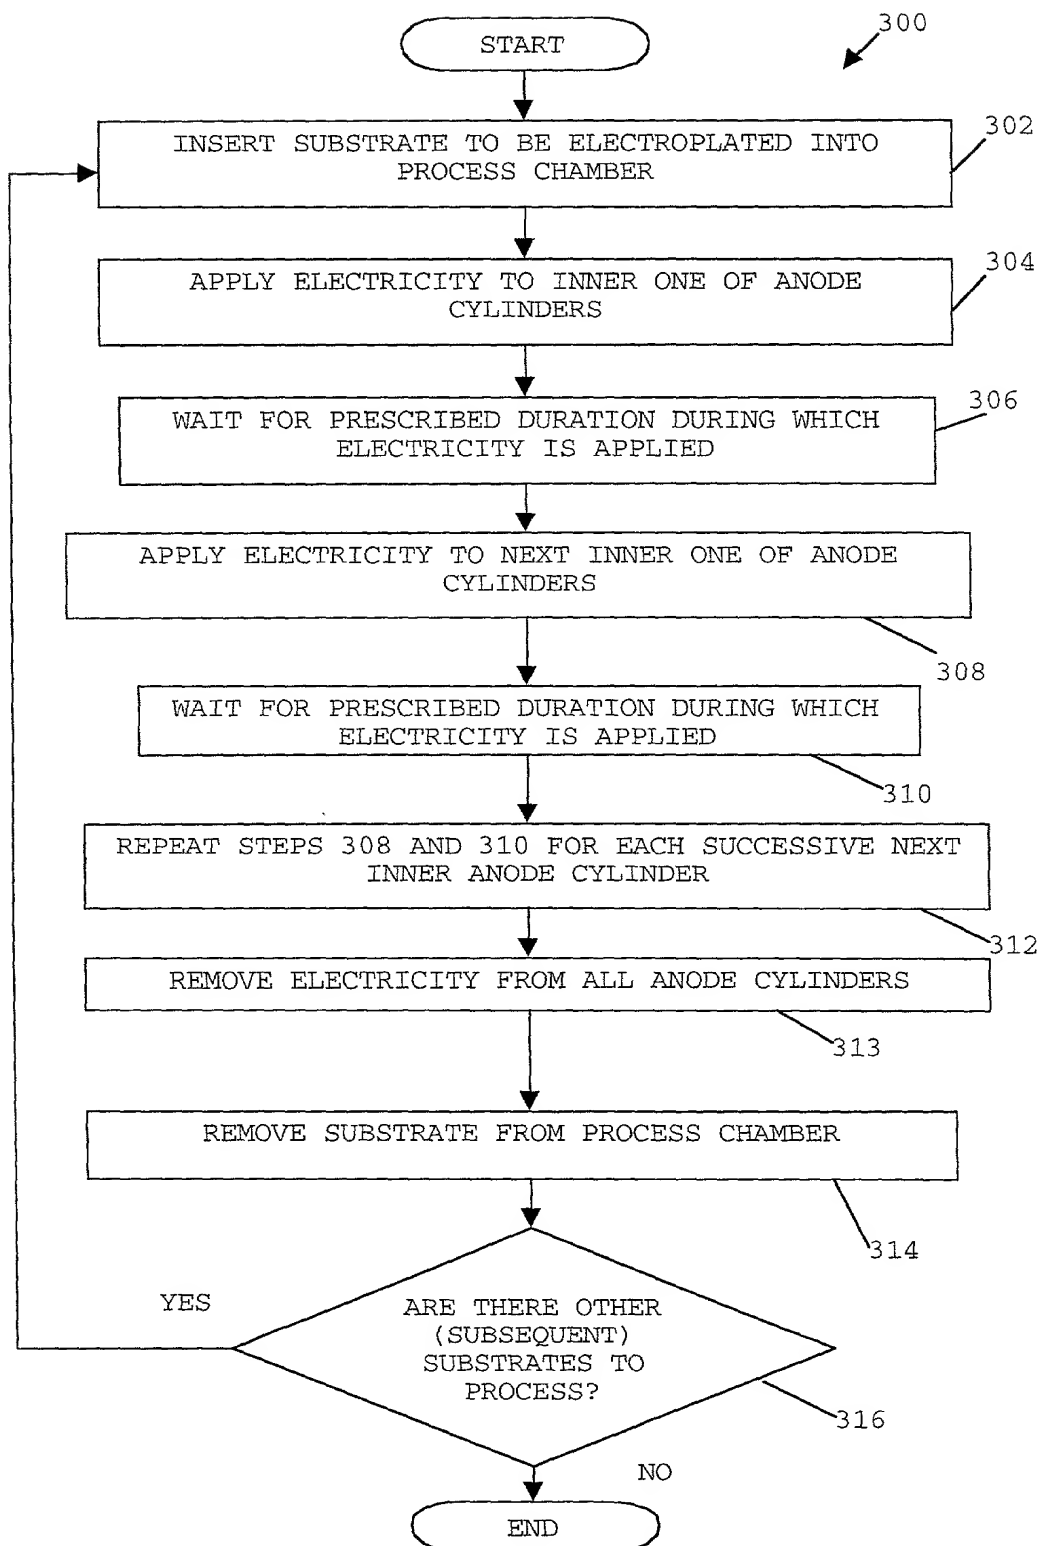 START
300
INSERT SUBSTRATE TO BE ELECTROPLATED INTO
PROCESS CHAMBER
302
APPLY ELECTRICITY TO INNER ONE OF ANODE
CYLINDERS
304
WAIT FOR PRESCRIBED DURATION DURING WHICH
ELECTRICITY IS APPLIED
306
APPLY ELECTRICITY TO NEXT INNER ONE OF ANODE
CYLINDERS
308
WAIT FOR PRESCRIBED DURATION DURING WHICH
ELECTRICITY IS APPLIED
310
REPEAT STEPS 308 AND 310 FOR EACH SUCCESSIVE NEXT
INNER ANODE CYLINDER
312
REMOVE ELECTRICITY FROM ALL ANODE CYLINDERS
313
REMOVE SUBSTRATE FROM PROCESS CHAMBER
314
YES
ARE THERE OTHER
(SUBSEQUENT)
SUBSTRATES TO
PROCESS?
316
NO
END